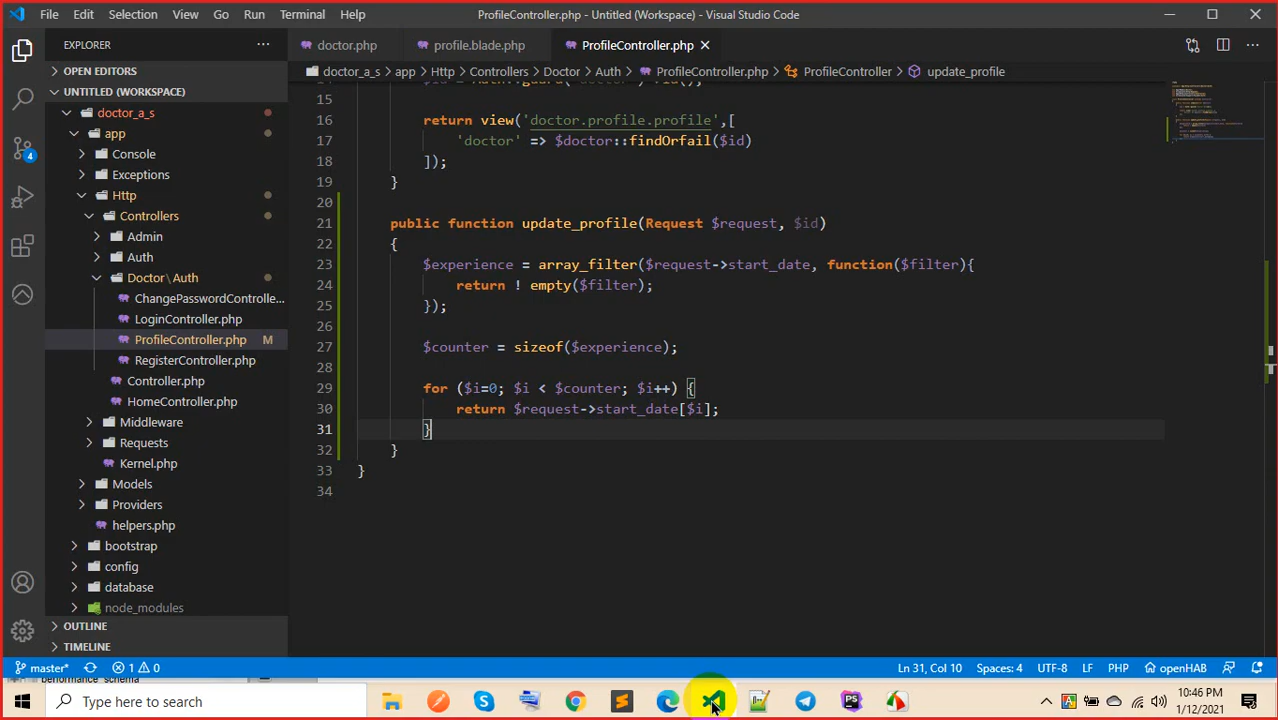 File Edit Selection View Go Run Terminal Help ProfileController.php - Untitled (Workspace) - Visual Studio Code
EXPLORER
doctor.php profile.blade.php ProfileController.php
OPEN EDITORS
doctor_a_s > app > Http > Controllers > Doctor > Auth > ProfileController.php > ProfileController > update_profile
UNTITLED (WORKSPACE)
doctor_a_s
app
Console
Exceptions
Http
Controllers
Admin
Auth
Doctor \ Auth
ChangePasswordControlle...
LoginController.php
ProfileController.php M
RegisterController.php
Controller.php
HomeController.php
Middleware
Requests
Kernel.php
Models
Providers
helpers.php
bootstrap
config
database
node_modules
OUTLINE
TIMELINE
15
16 return view('doctor.profile.profile',[
17 'doctor' => $doctor::findOrfail($id)
18 ]);
19 }
20
21 public function update_profile(Request $request, $id)
22 {
23 $experience = array_filter($request->start_date, function($filter){
24 return ! empty($filter);
25 });
26
27 $counter = sizeof($experience);
28
29 for ($i=0; $i < $counter; $i++) {
30 return $request->start_date[$i];
31 }
32 }
33 }
34
4
master* 1 0 Ln 31, Col 10 Spaces: 4 UTF-8 LF PHP openHAB
performance_schema
Type here to search
10:46 PM
1/12/2021